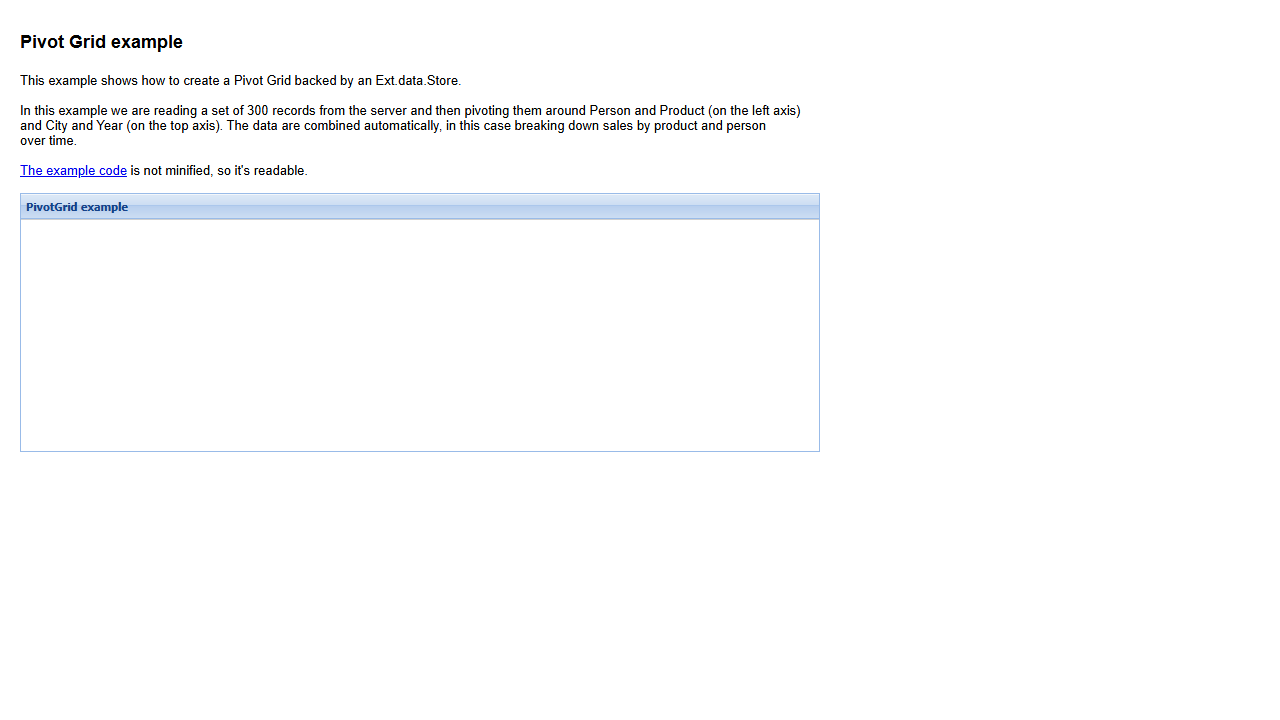 Pivot Grid example
This example shows how to create a Pivot Grid backed by an Ext.data.Store.
In this example we are reading a set of 300 records from the server and then pivoting them around Person and Product (on the left axis)
and City and Year (on the top axis). The data are combined automatically, in this case breaking down sales by product and person
over time.
The example code is not minified, so it's readable.
PivotGrid example